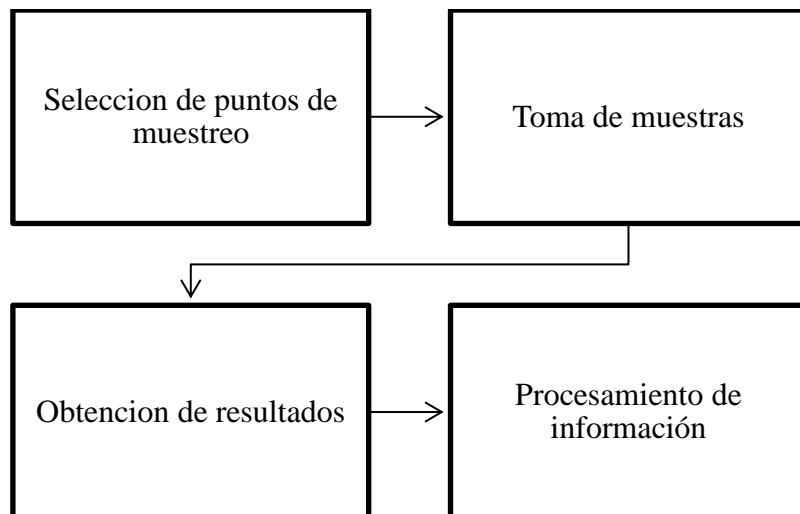 Seleccion de puntos de
muestreo
Toma de muestras
Obtencion de resultados
Procesamiento de
información